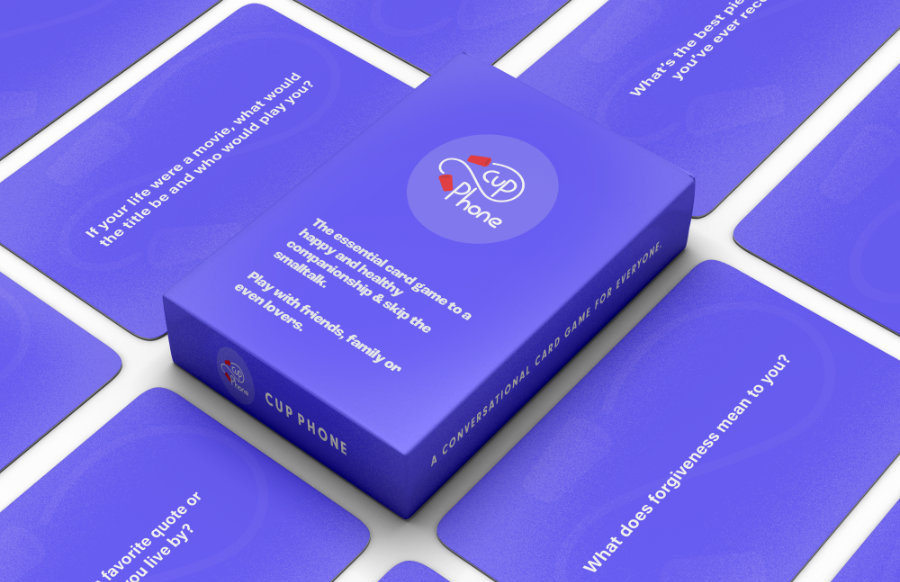 If your life were a movie, what would
the title be and who would play you?
What's the best
you've ever
cup
Phone
The essential card game to a
happy and healthy
companionship & skip the
smalltalk.
Play with friends, family or
even lovers.
cup
Phone
CUP PHONE
A CONVERSATIONAL CARD GAME FOR EVERYONE.
favorite quote or
you live by?
What does forgiveness mean to you?